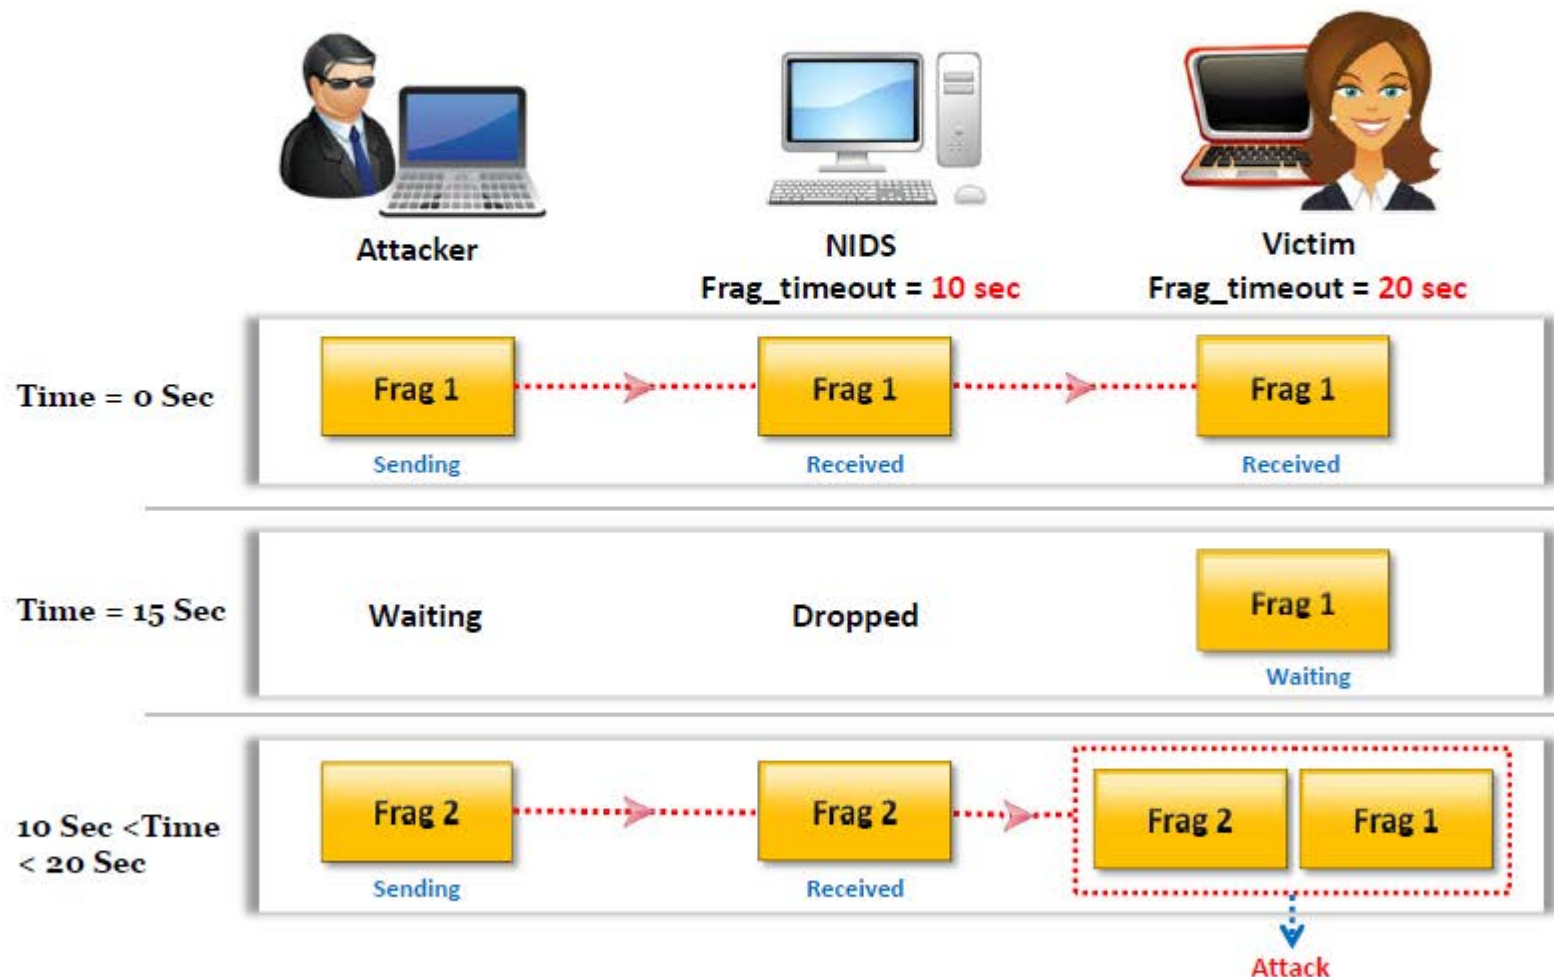 Attacker
NIDS
Frag_timeout = 10 sec
Victim
Frag_timeout = 20 sec
Time = 0 Sec
Frag 1
Sending
Frag 1
Received
Frag 1
Received
Time = 15 Sec
Waiting
Dropped
Frag 1
Waiting
10 Sec <Time
< 20 Sec
Frag 2
Sending
Frag 2
Received
Frag 2
Frag 1
Attack